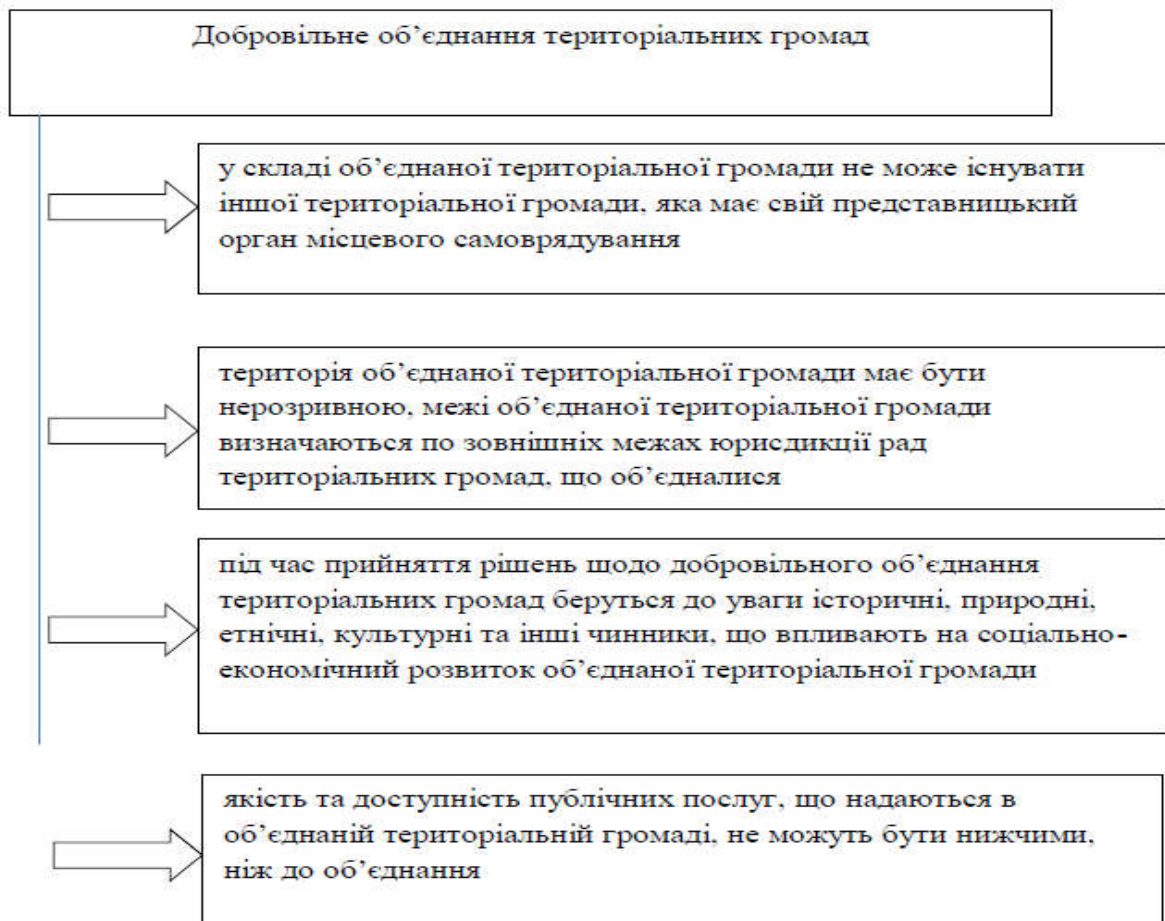 Добровільне об’єднання територіальних громад
у складі об’єднаної територіальної громади не може існувати
іншої територіальної громади, яка має свій представницький
орган місцевого самоврядування
територія об’єднаної територіальної громади має бути
нерозривною, межі об’єднаної територіальної громади
визначаються по зовнішніх межах юрисдикції рад
територіальних громад, що об’єдналися
під час прийняття рішень щодо добровільного об’єднання
територіальних громад беруться до уваги історичні, природні,
етнічні, культурні та інші чинники, що впливають на соціально-
економічний розвиток об’єднаної територіальної громади
якість та доступність публічних послуг, що надаються в
об’єднаній територіальній громаді, не можуть бути нижчими,
ніж до об’єднання